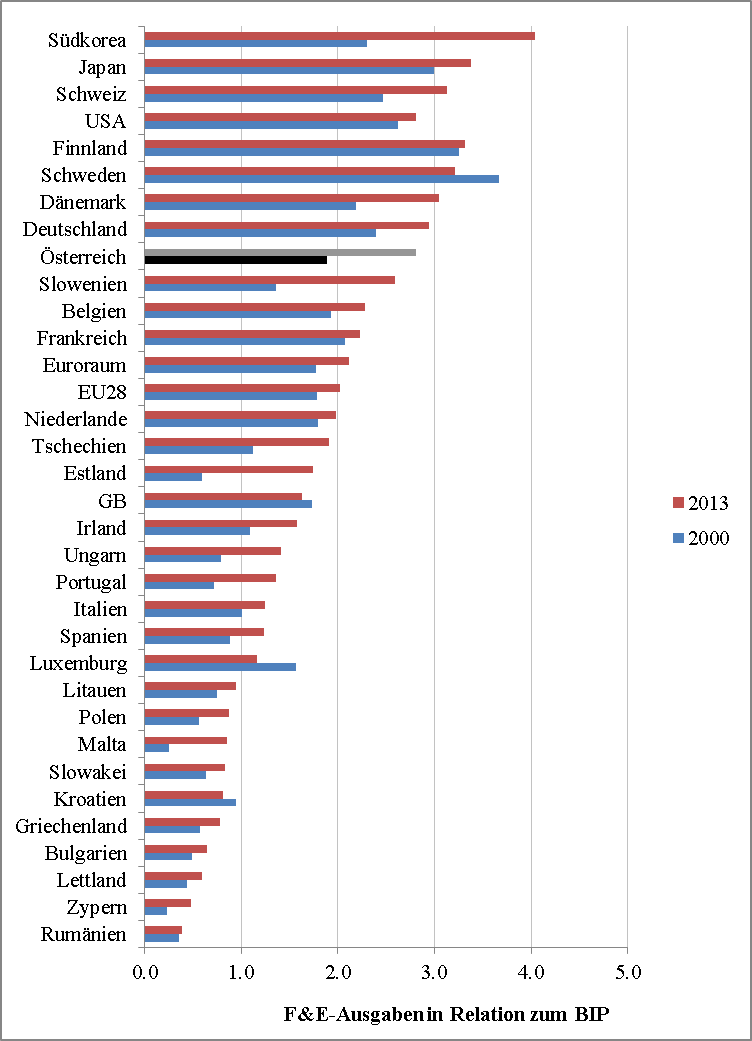 Südkorea
Japan
Schweiz
USA
Finnland
Schweden
Dänemark
Deutschland
Österreich
Slowenien
Belgien
Frankreich
Euroraum
EU28
Niederlande
Tschechien
Estland
GB
Irland
Ungarn
Portugal
Italien
Spanien
Luxemburg
Litauen
Polen
Malta
Slowakei
Kroatien
Griechenland
Bulgarien
Lettland
Zypern
Rumänien
2013
2000
0.0 1.0 2.0 3.0 4.0 5.0
F&E-Ausgaben in Relation zum BIP